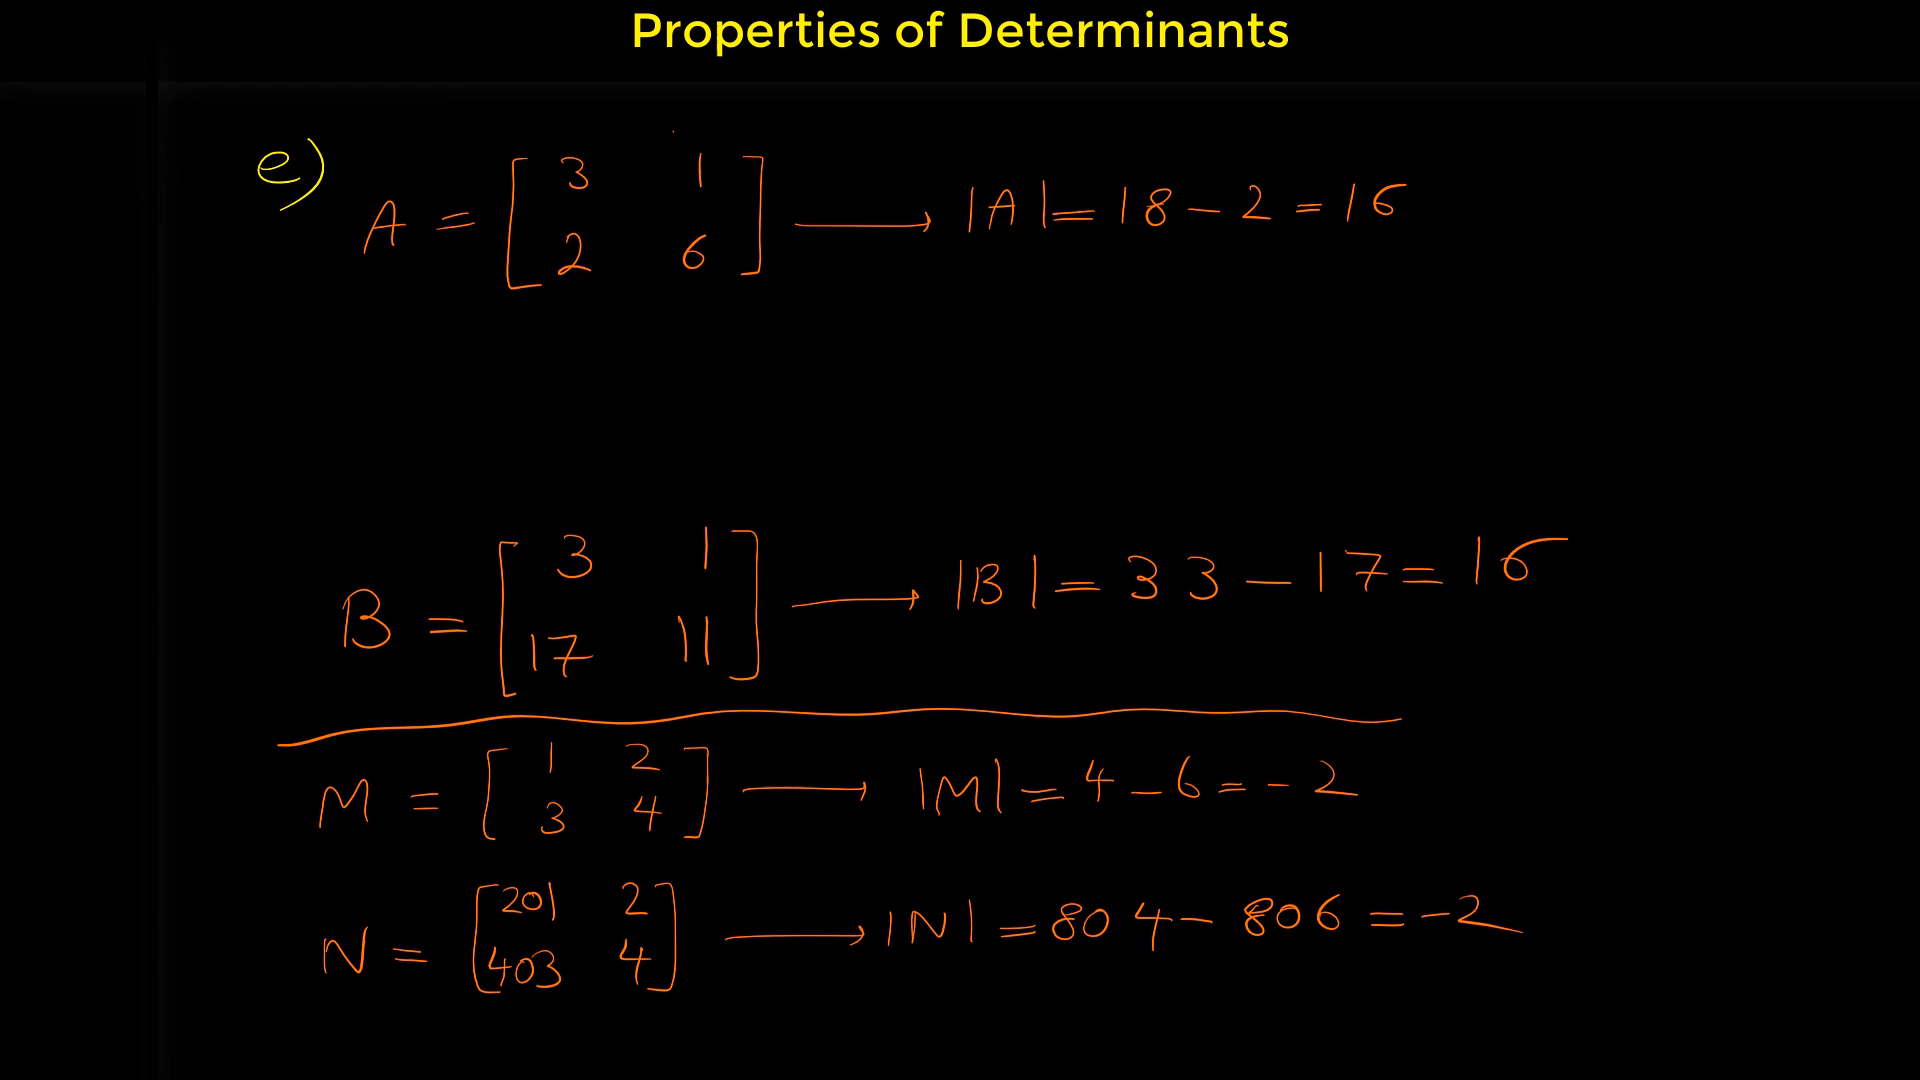 Properties of Determinants
e)
A = [ 3 1
2 6 ] → |A| = 18 - 2 = 16
B = [ 3 1
17 11 ] → |B| = 33 - 17 = 16
M = [ 1 2
3 4 ] → |M| = 4 - 6 = -2
N = [ 201 2
403 4 ] → |N| = 804 - 806 = -2